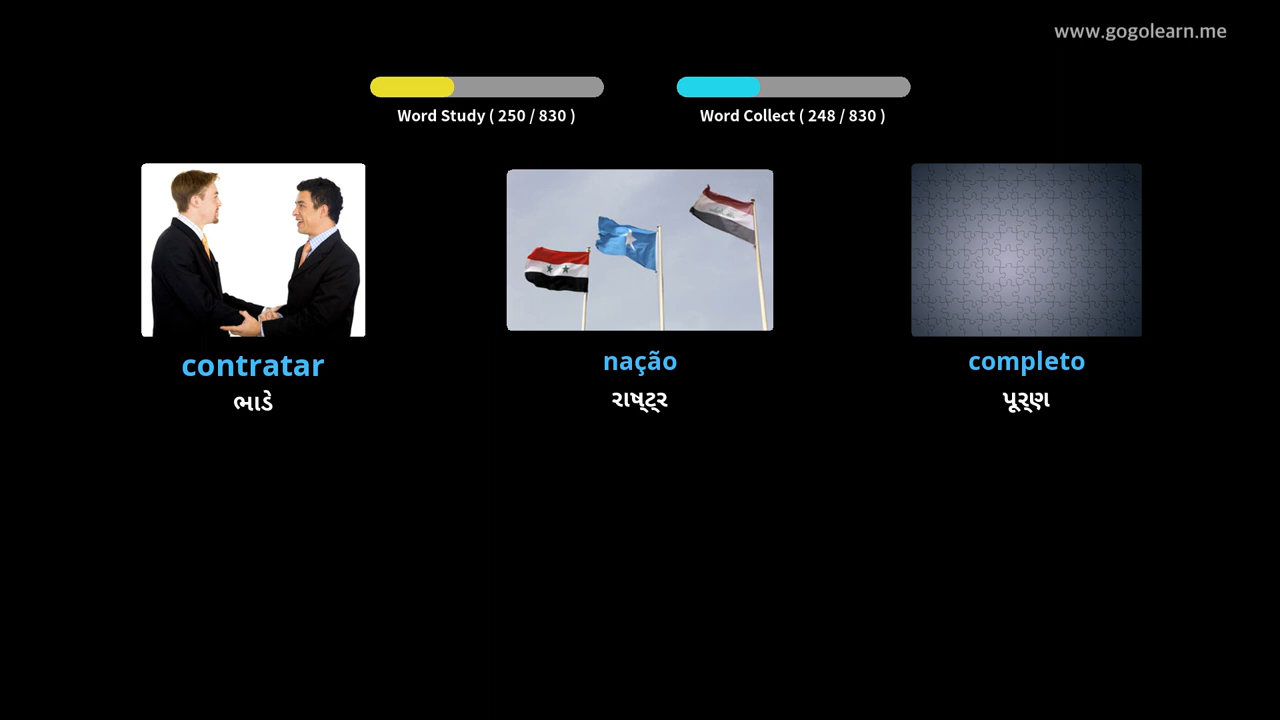 www.gogolearn.me
Word Study ( 250 / 830 )
Word Collect ( 248 / 830 )
contratar
nação
completo
ભાડે
રાષ્ટ્ર
પૂર્ણ